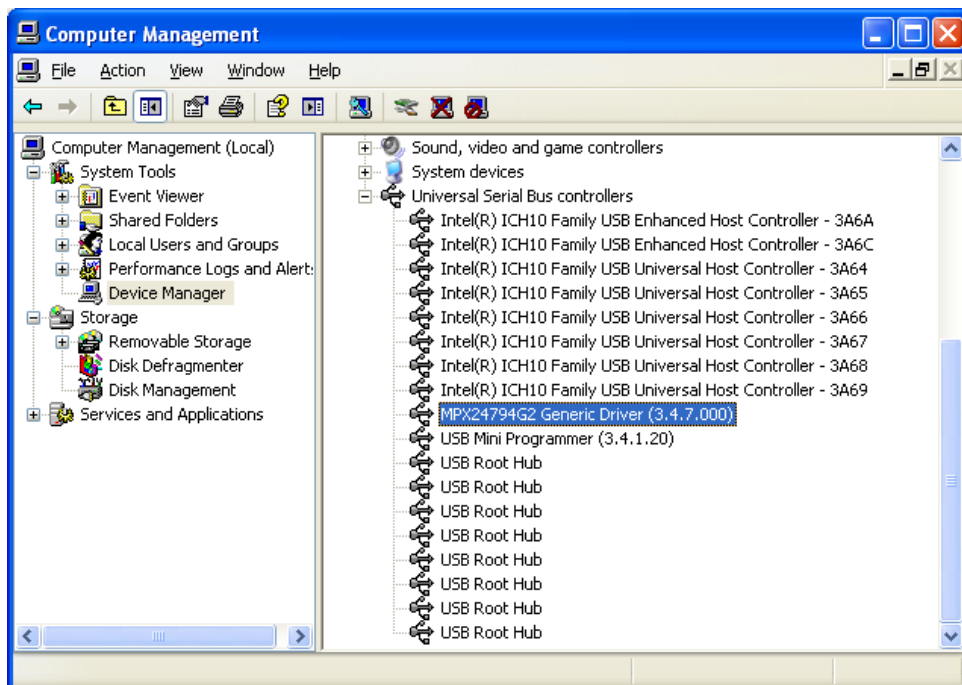 Computer Management
File Action View Window Help
Computer Management (Local)
System Tools
Event Viewer
Shared Folders
Local Users and Groups
Performance Logs and Alert:
Device Manager
Storage
Removable Storage
Disk Defragmenter
Disk Management
Services and Applications
Sound, video and game controllers
System devices
Universal Serial Bus controllers
Intel(R) ICH10 Family USB Enhanced Host Controller - 3A6A
Intel(R) ICH10 Family USB Enhanced Host Controller - 3A6C
Intel(R) ICH10 Family USB Universal Host Controller - 3A64
Intel(R) ICH10 Family USB Universal Host Controller - 3A65
Intel(R) ICH10 Family USB Universal Host Controller - 3A66
Intel(R) ICH10 Family USB Universal Host Controller - 3A67
Intel(R) ICH10 Family USB Universal Host Controller - 3A68
Intel(R) ICH10 Family USB Universal Host Controller - 3A69
MPX24794G2 Generic Driver (3.4.7.000)
USB Mini Programmer (3.4.1.20)
USB Root Hub
USB Root Hub
USB Root Hub
USB Root Hub
USB Root Hub
USB Root Hub
USB Root Hub
USB Root Hub